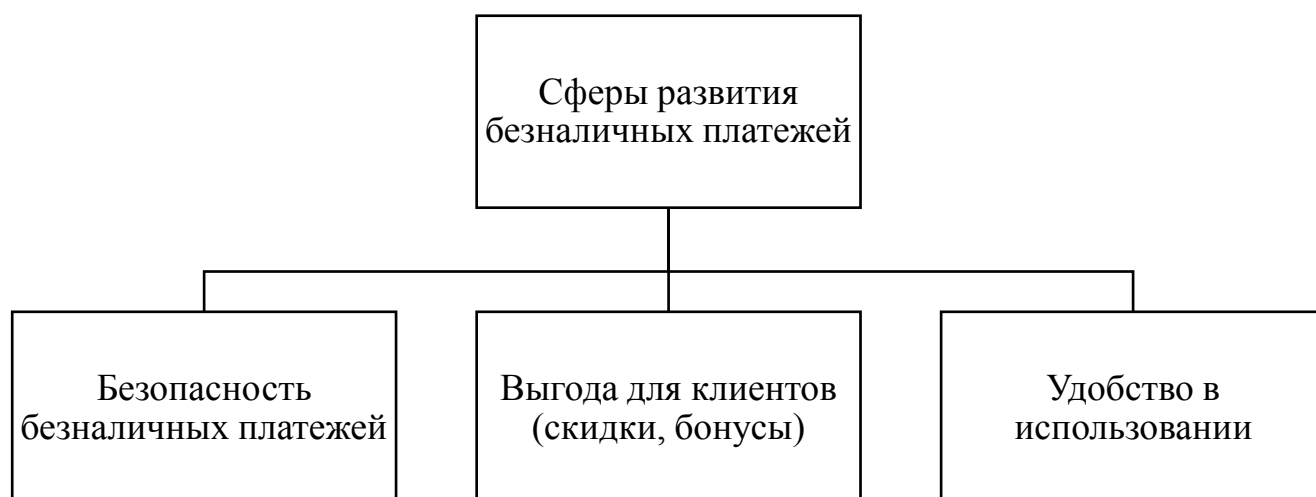 Сферы развития
безналичных платежей
Безопасность
безналичных платежей
Выгода для клиентов
(скидки, бонусы)
Удобство в
использовании